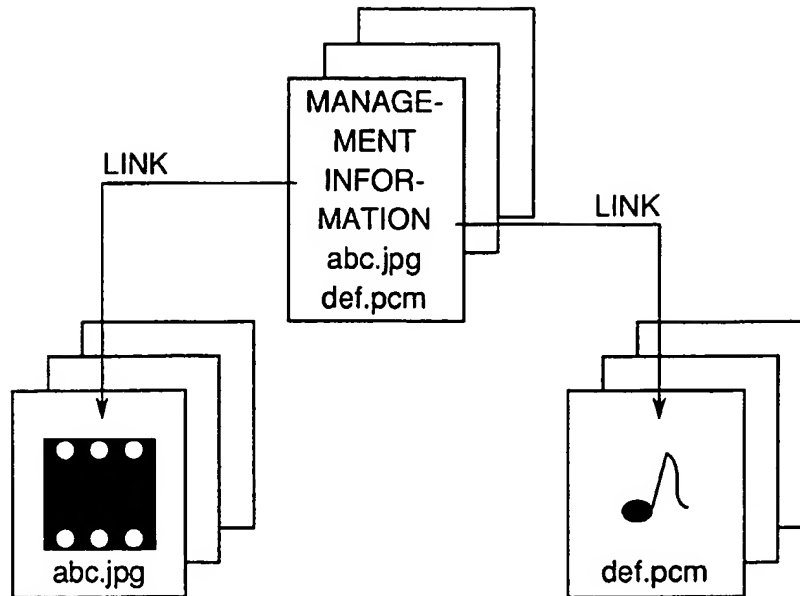 MANAGE-
MENT
INFOR-
MATION
abc.jpg
def.pcm
LINK
LINK
abc.jpg
def.pcm